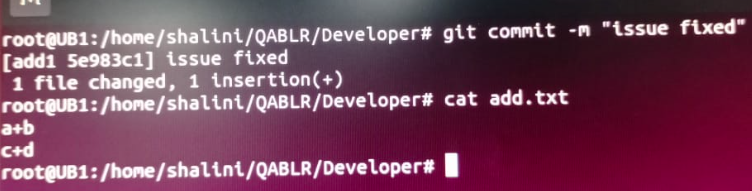 root@UB1:/home/shalini/QABLR/Developer# git commit -m "issue fixed"
[add1 5e983c1] issue fixed
 1 file changed, 1 insertion(+)
root@UB1:/home/shalini/QABLR/Developer# cat add.txt
a+b
c+d
root@UB1:/home/shalini/QABLR/Developer#